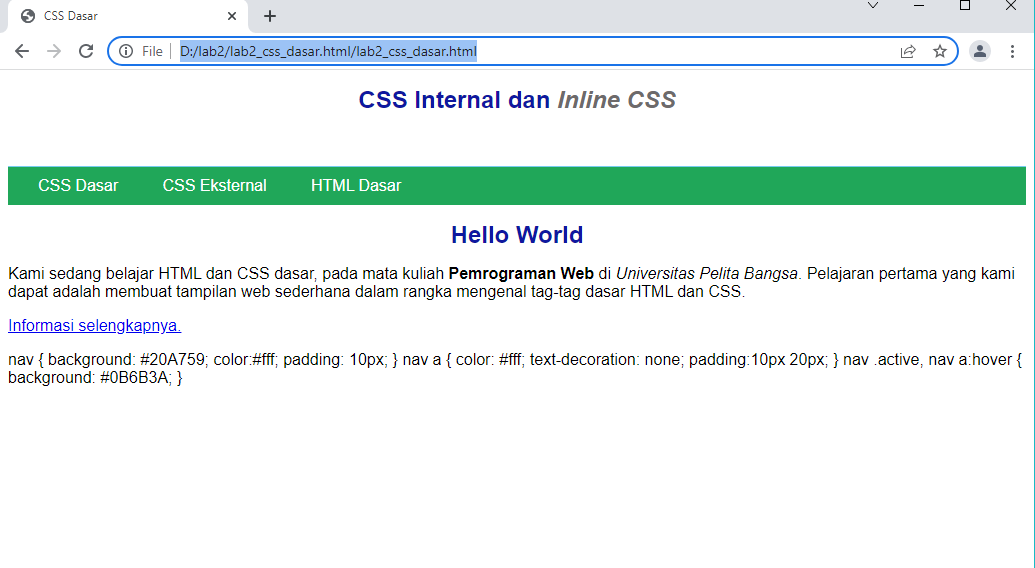 CSS Dasar
File
D:/lab2/lab2_css_dasar.html/lab2_css_dasar.html
CSS Internal dan Inline CSS
CSS Dasar CSS Eksternal HTML Dasar
Hello World
Kami sedang belajar HTML dan CSS dasar, pada mata kuliah Pemrograman Web di Universitas Pelita Bangsa. Pelajaran pertama yang kami
dapat adalah membuat tampilan web sederhana dalam rangka mengenal tag-tag dasar HTML dan CSS.
Informasi selengkapnya.
nav { background: #20A759; color:#fff; padding: 10px; } nav a { color: #fff; text-decoration: none; padding:10px 20px; } nav .active, nav a:hover {
background: #0B6B3A; }